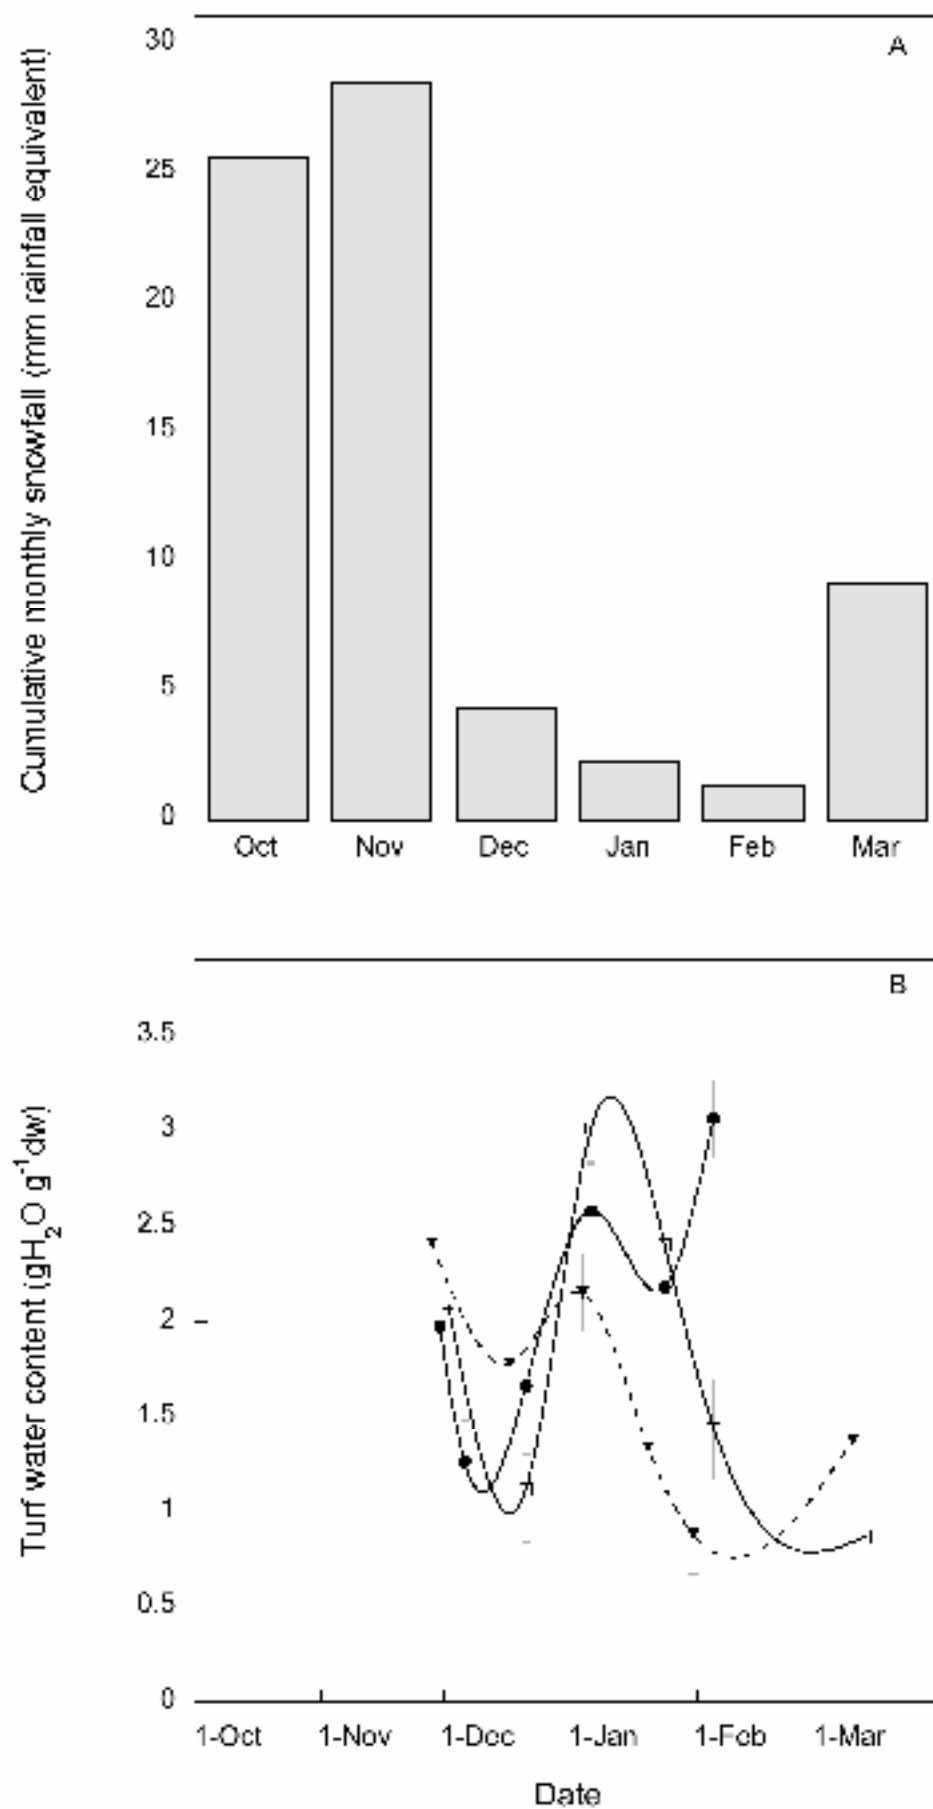 A
Cumulative monthly snowfall (mm rainfall equivalent)
30
25
20
15
10
5
0
Oct Nov Dec Jan Feb Mar
B
Turf water content (gH₂O g⁻¹dw)
3.5
3
2.5
2
1.5
1
0.5
0
1-Oct 1-Nov 1-Dec 1-Jan 1-Feb 1-Mar
Date